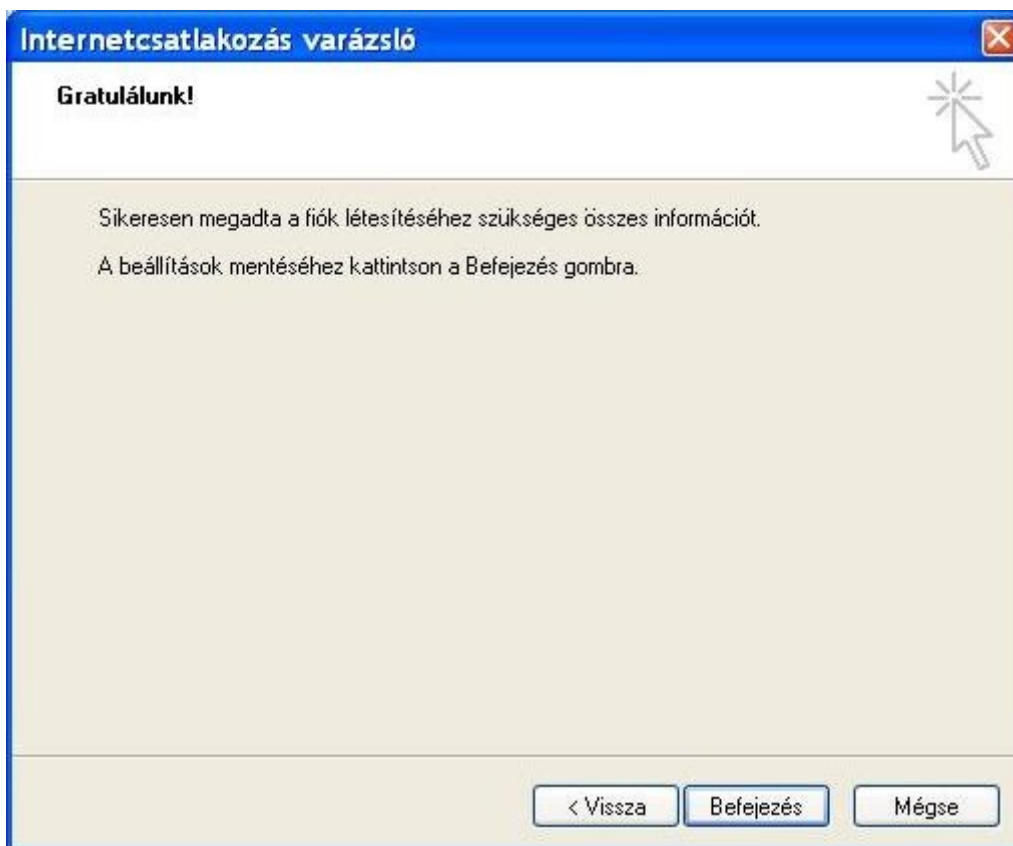 Internetcsatlakozás varázsló
Gratulálunk!
Sikeresen megadta a fiók létesítéséhez szükséges összes információt.
A beállítások mentéséhez kattintson a Befejezés gombra.
< Vissza
Befejezés
Mégse